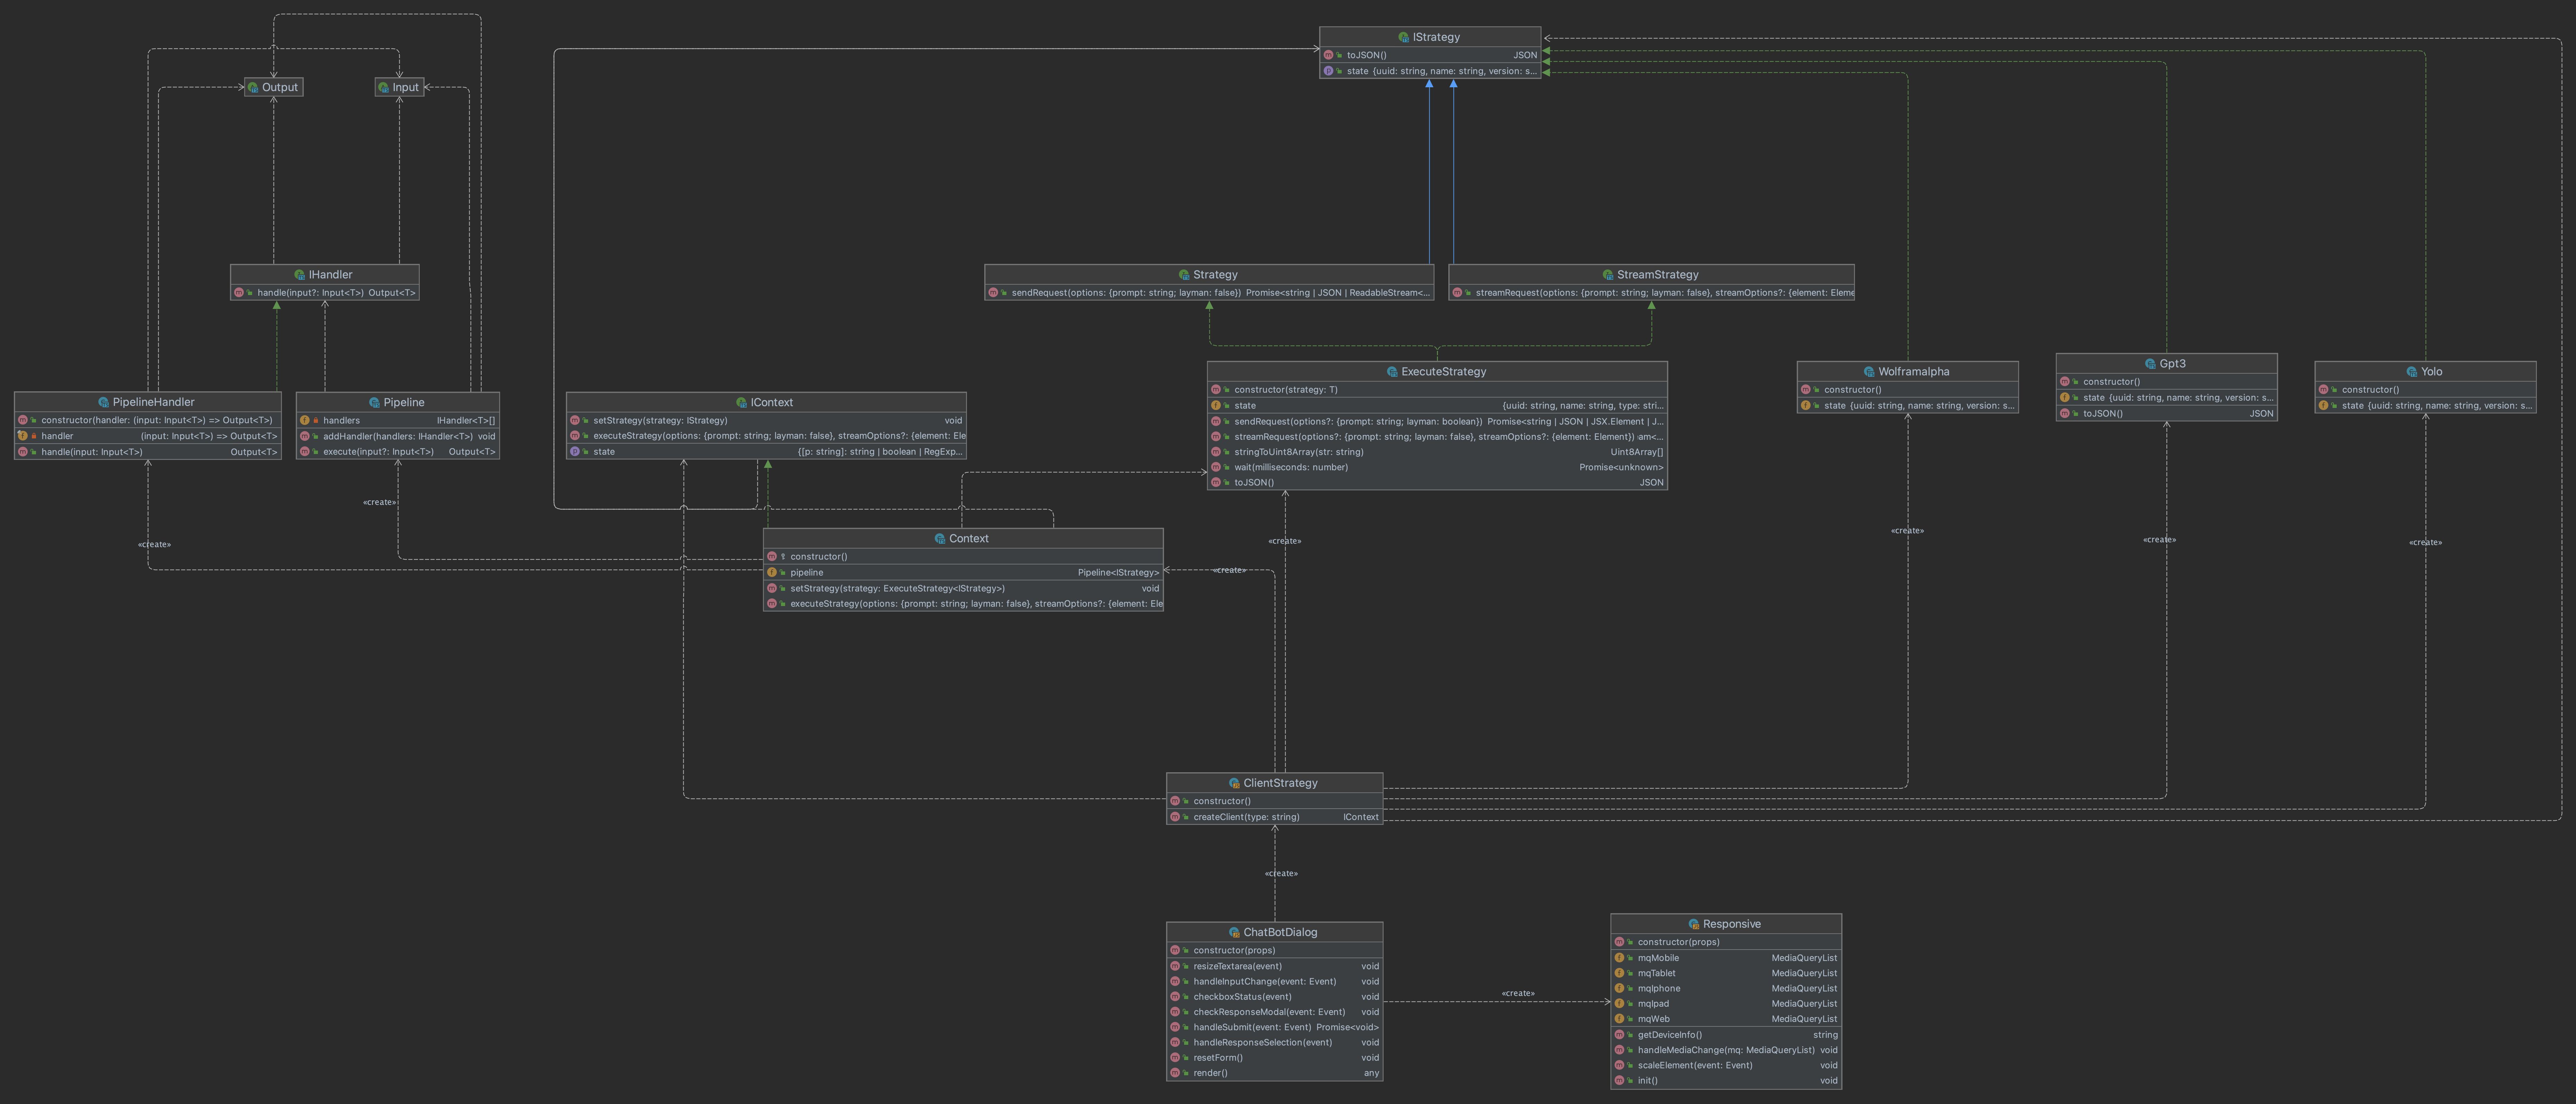 IStrategy
toJSON() JSON
state {uuid: string, name: string, version: s...
Output
Input
IHandler
handle(input?: Input<T>) Output<T>
Strategy
sendRequest(options: {prompt: string; layman: false}) Promise<string | JSON | ReadableStream<...
StreamStrategy
streamRequest(options: {prompt: string; layman: false}, streamOptions?: {element: Eleme
PipelineHandler
constructor(handler: (input: Input<T>) => Output<T>)
handler (input: Input<T>) => Output<T>
handle(input: Input<T>) Output<T>
Pipeline
handlers IHandler<T>[]
addHandler(handlers: IHandler<T>) void
execute(input?: Input<T>) Output<T>
IContext
setStrategy(strategy: IStrategy) void
executeStrategy(options: {prompt: string; layman: false}, streamOptions?: {element: Ele
state {[p: string]: string | boolean | RegExp...
ExecuteStrategy
constructor(strategy: T)
state {uuid: string, name: string, type: stri...
sendRequest(options?: {prompt: string; layman: boolean}) Promise<string | JSON | JSX.Element | J...
streamRequest(options?: {prompt: string; layman: false}, streamOptions?: {element: Element}) am<...
stringToUint8Array(str: string) Uint8Array[]
wait(milliseconds: number) Promise<unknown>
toJSON() JSON
Wolframalpha
constructor()
state {uuid: string, name: string, version: s...
Gpt3
constructor()
state {uuid: string, name: string, version: s...
toJSON() JSON
Yolo
constructor()
state {uuid: string, name: string, version: s...
«create»
«create»
Context
constructor()
pipeline Pipeline<IStrategy>
setStrategy(strategy: ExecuteStrategy<IStrategy>) void
executeStrategy(options: {prompt: string; layman: false}, streamOptions?: {element: Ele
«create»
«create»
«create»
«create»
«create»
ClientStrategy
constructor()
createClient(type: string) IContext
«create»
ChatBotDialog
constructor(props)
resizeTextarea(event) void
handleInputChange(event: Event) void
checkboxStatus(event) void
checkResponseModal(event: Event) void
handleSubmit(event: Event) Promise<void>
handleResponseSelection(event) void
resetForm() void
render() any
«create»
Responsive
constructor(props)
mqMobile MediaQueryList
mqTablet MediaQueryList
mqIphone MediaQueryList
mqIpad MediaQueryList
mqWeb MediaQueryList
getDeviceInfo() string
handleMediaChange(mq: MediaQueryList) void
scaleElement(event: Event) void
init() void